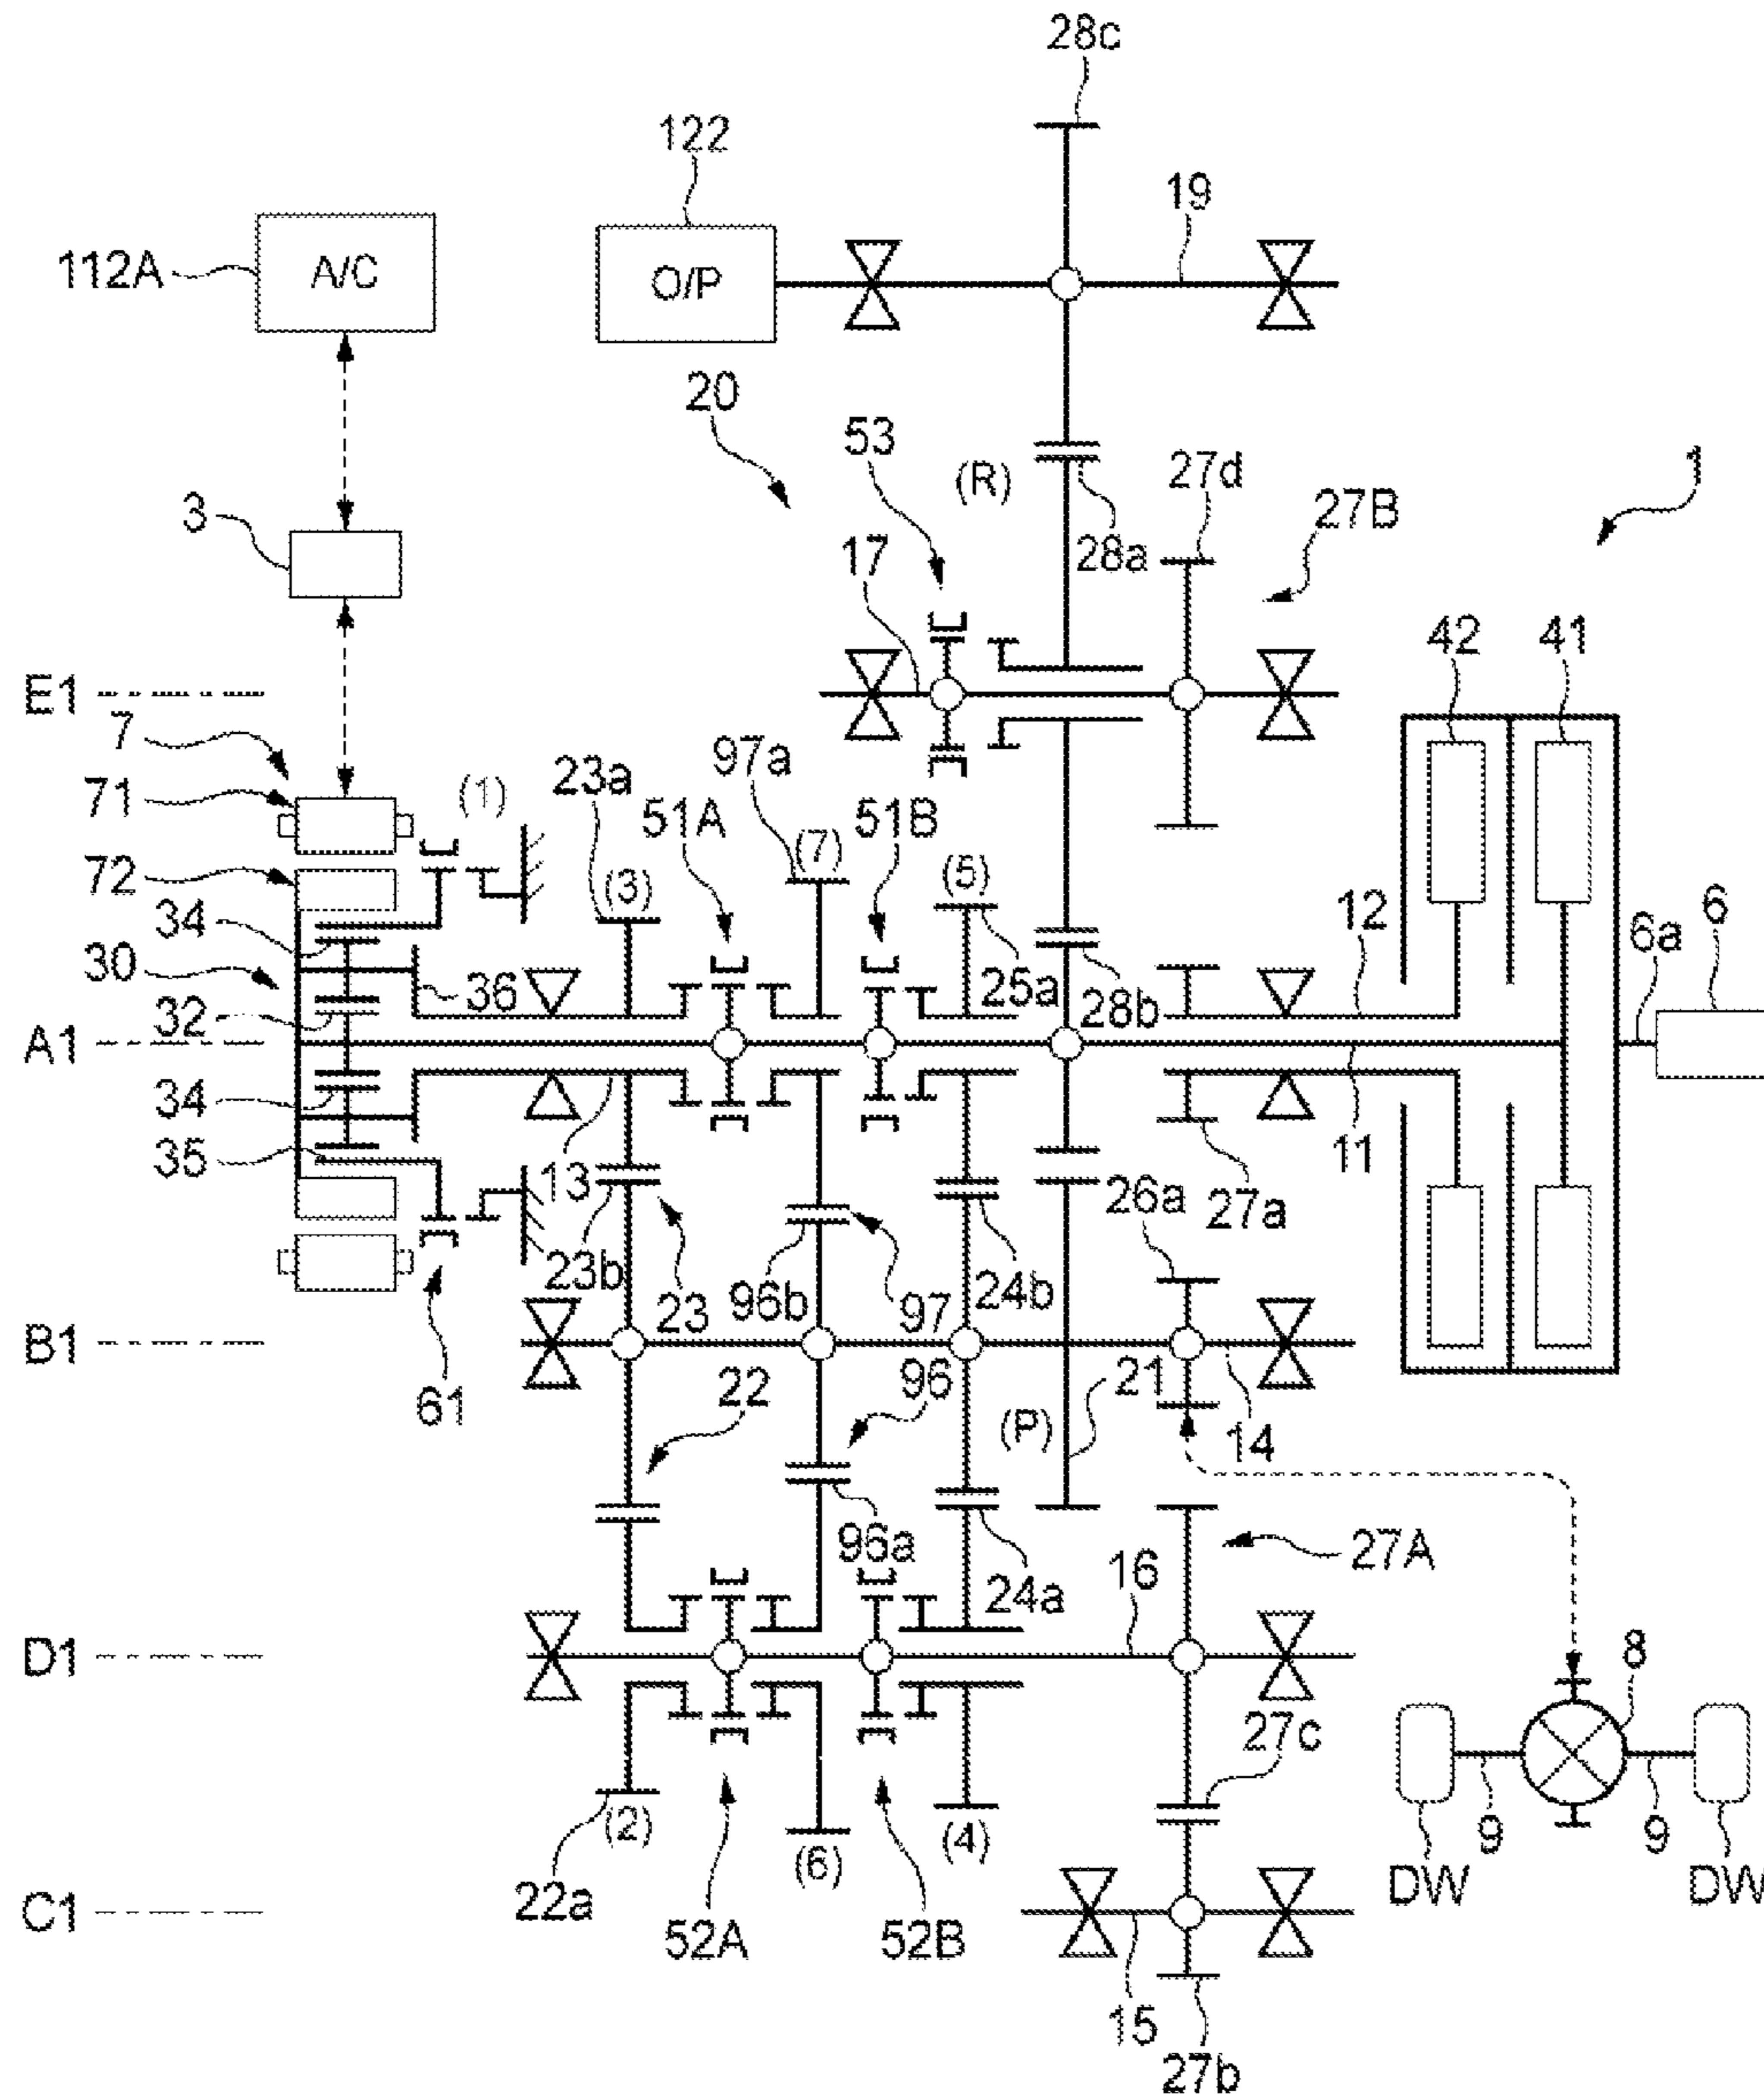 28c
122
19
112A
A/C
O/P
20
53
(R)
27d
1
3
27B
17
28a
42
41
E1
7
97a
23a
(1)
71
51A
(7)
51B
72
(3)
(5)
12
6
34
6a
30
36
25a
32
28b
A1
34
11
35
13
26a
27a
23b
23
96b
97
24b
B1
96
61
22
21
(P)
14
96a
27A
16
24a
D1
8
27c
(2)
(6)
(4)
9
9
22a
DW
DW
C1
52A
52B
15
27b